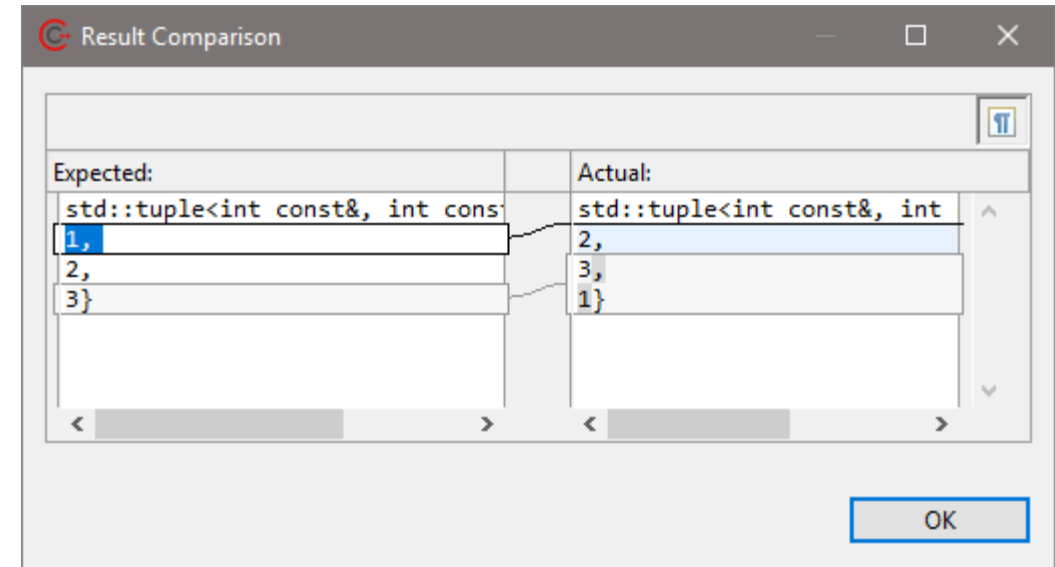 Result Comparison
Expected:
std::tuple<int const&, int cons
1,
2,
3}
Actual:
std::tuple<int const&, int
2,
3,
1}
OK